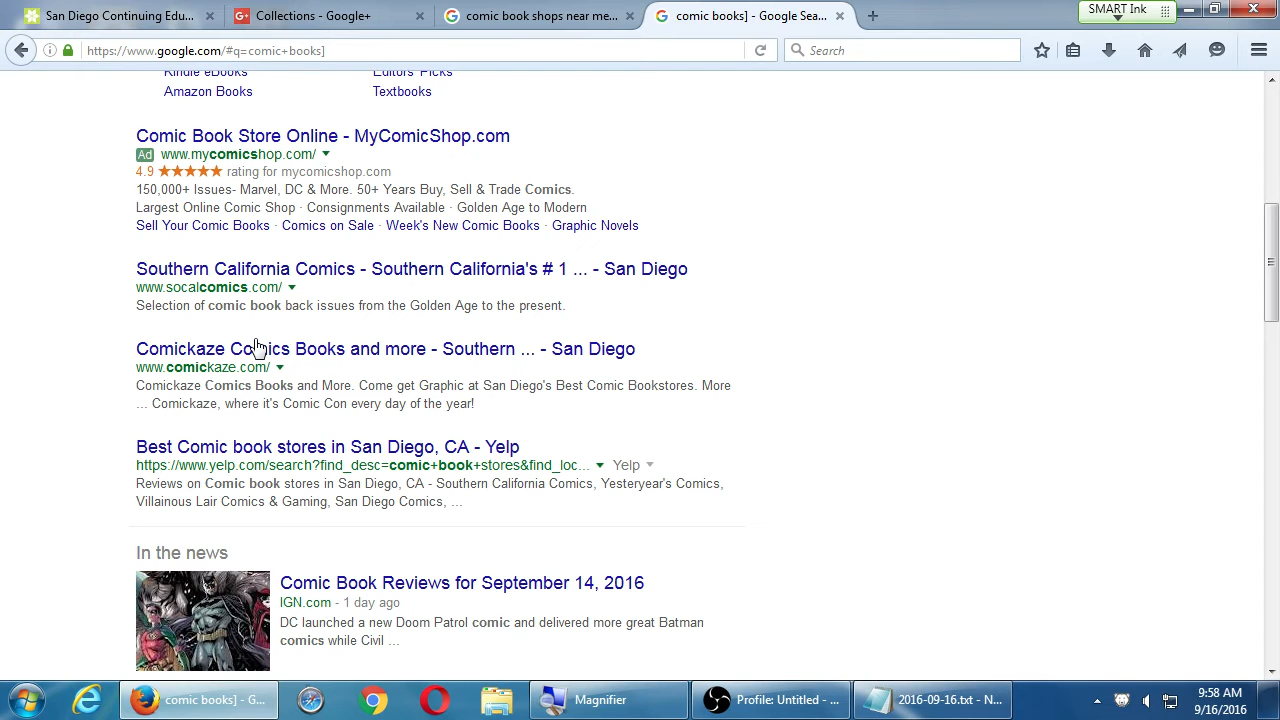 San Diego Continuing Edu...
Collections - Google+
comic book shops near me...
comic books] - Google Sea...
SMART Ink
https://www.google.com/#q=comic+books]
Search
Kindle eBooks
Editors' Picks
Amazon Books
Textbooks
Comic Book Store Online - MyComicShop.com
Ad www.mycomicshop.com/
4.9 ★★★★★ rating for mycomicshop.com
150,000+ Issues- Marvel, DC & More. 50+ Years Buy, Sell & Trade Comics.
Largest Online Comic Shop · Consignments Available · Golden Age to Modern
Sell Your Comic Books · Comics on Sale · Week's New Comic Books · Graphic Novels
Southern California Comics - Southern California's # 1 ... - San Diego
www.socalcomics.com/
Selection of comic book back issues from the Golden Age to the present.
Comickaze Comics Books and more - Southern ... - San Diego
www.comickaze.com/
Comickaze Comics Books and More. Come get Graphic at San Diego's Best Comic Bookstores. More
... Comickaze, where it's Comic Con every day of the year!
Best Comic book stores in San Diego, CA - Yelp
https://www.yelp.com/search?find_desc=comic+book+stores&find_loc... Yelp
Reviews on Comic book stores in San Diego, CA - Southern California Comics, Yesteryear's Comics,
Villainous Lair Comics & Gaming, San Diego Comics, ...
In the news
Comic Book Reviews for September 14, 2016
IGN.com - 1 day ago
DC launched a new Doom Patrol comic and delivered more great Batman
comics while Civil ...
comic books] - G...
Magnifier
Profile: Untitled - ...
2016-09-16.txt - N...
9:58 AM
9/16/2016